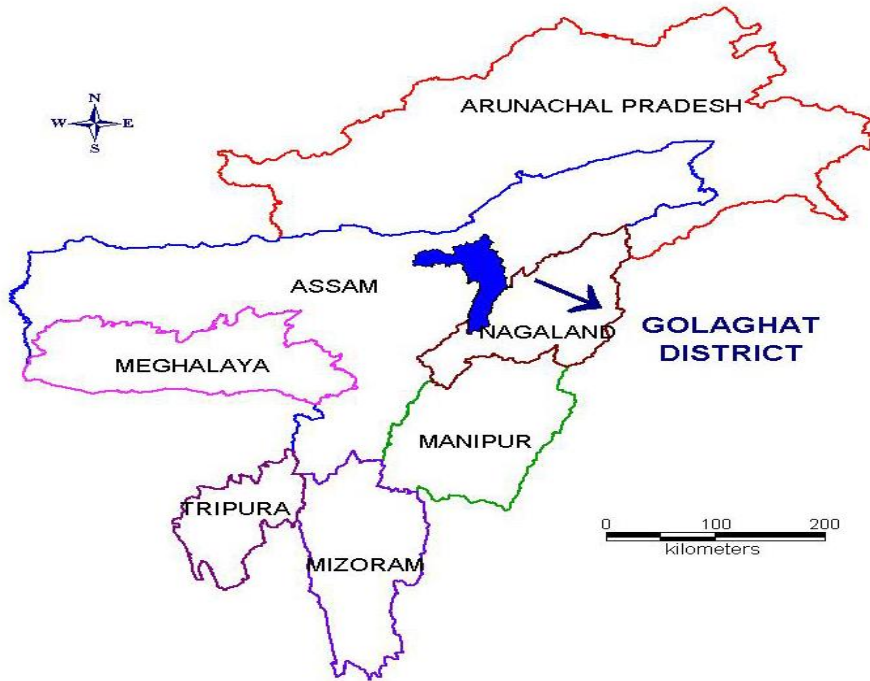 N
W E
S
ARUNACHAL PRADESH
ASSAM
NAGALAND
GOLAGHAT
DISTRICT
MEGHALAYA
MANIPUR
TRIPURA
MIZORAM
0 100 200
kilometers